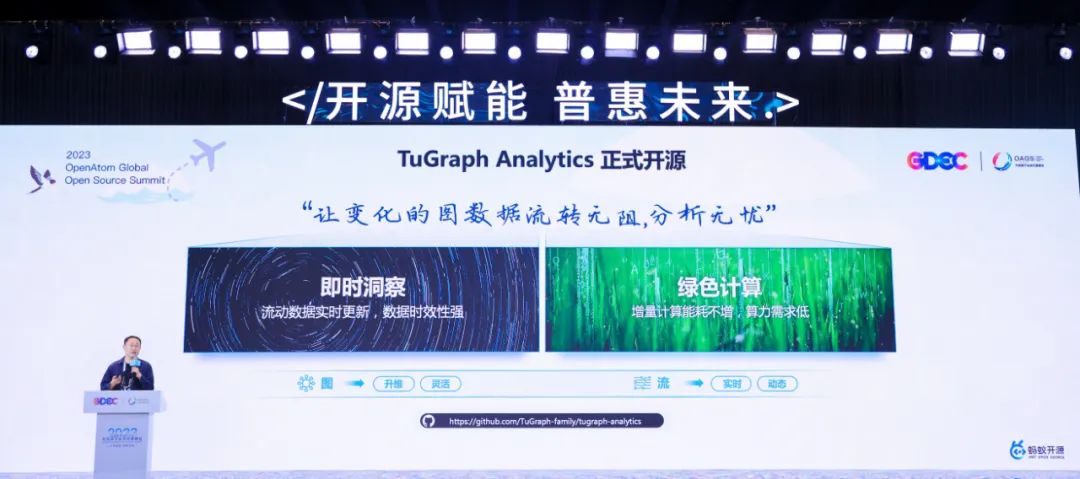 </开源赋能 普惠未来.>
2023
OpenAtom Global
Open Source Summit
TuGraph Analytics 正式开源
GDEC
OAGS
“让变化的图数据流转无阻,分析无忧”
即时洞察
流动数据实时更新，数据时效性强
绿色计算
增量计算能耗不增，算力需求低
图
升维
灵活
流
实时
动态
https://github.com/TuGraph-family/tugraph-analytics
GDEC
2023
蚂蚁开源
ANT OPEN SOURCE